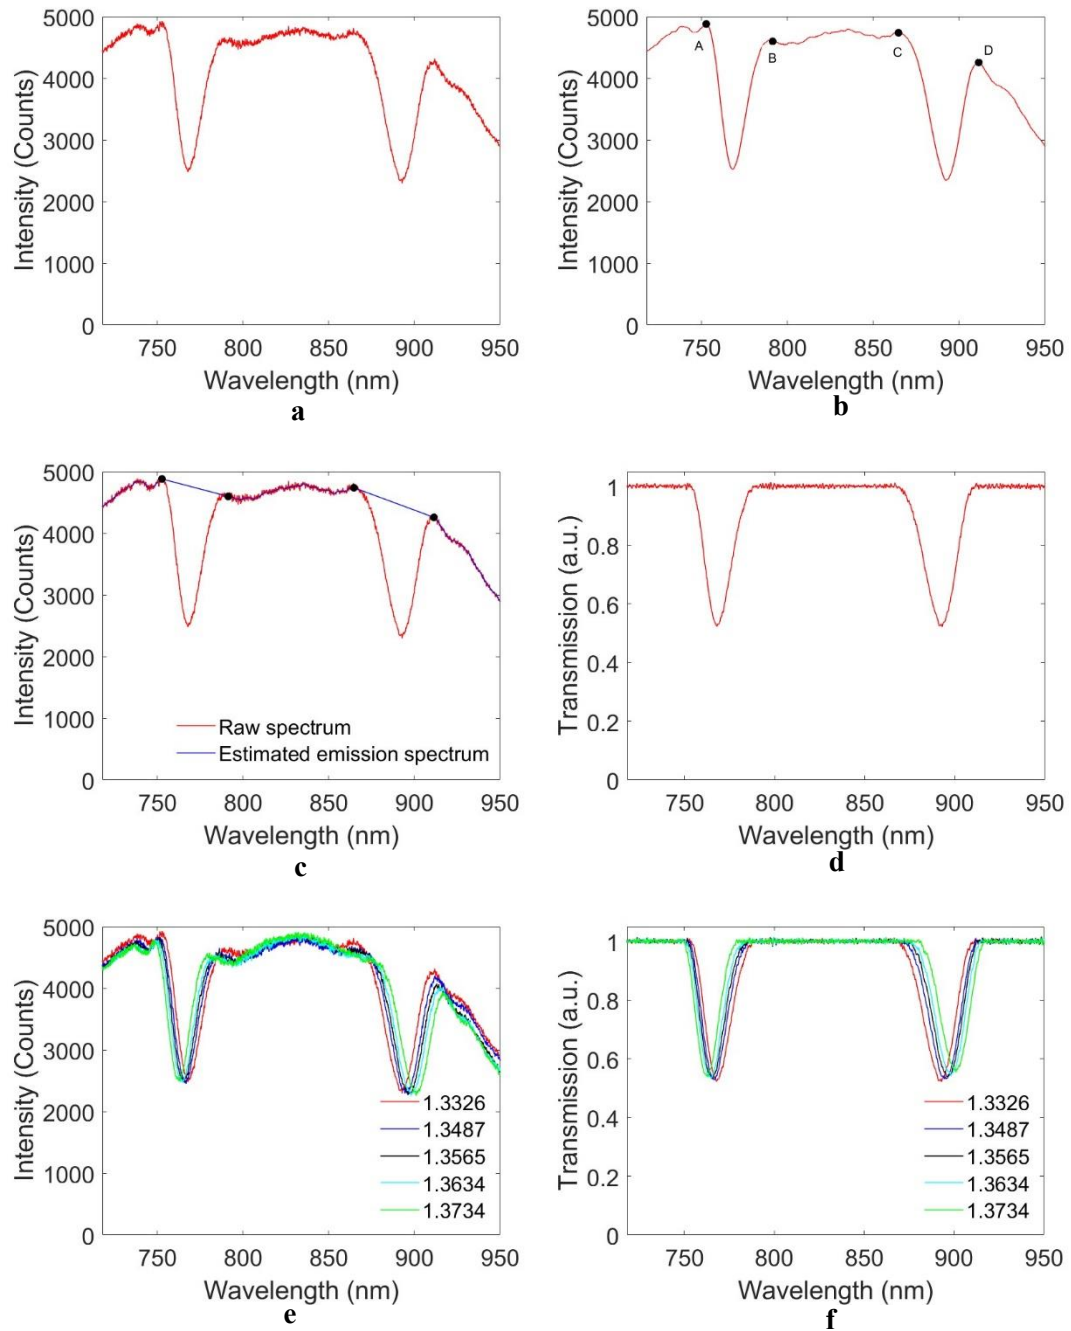 5000
4000
3000
2000
1000
0
Intensity (Counts)
750 800 850 900 950
Wavelength (nm)
a
5000
4000
3000
2000
1000
0
Intensity (Counts)
A B C D
750 800 850 900 950
Wavelength (nm)
b
5000
4000
3000
2000
1000
0
Intensity (Counts)
Raw spectrum
Estimated emission spectrum
750 800 850 900 950
Wavelength (nm)
c
1
0.8
0.6
0.4
0.2
0
Transmission (a.u.)
750 800 850 900 950
Wavelength (nm)
d
5000
4000
3000
2000
1000
0
Intensity (Counts)
1.3326
1.3487
1.3565
1.3634
1.3734
750 800 850 900 950
Wavelength (nm)
e
1
0.8
0.6
0.4
0.2
0
Transmission (a.u.)
1.3326
1.3487
1.3565
1.3634
1.3734
750 800 850 900 950
Wavelength (nm)
f